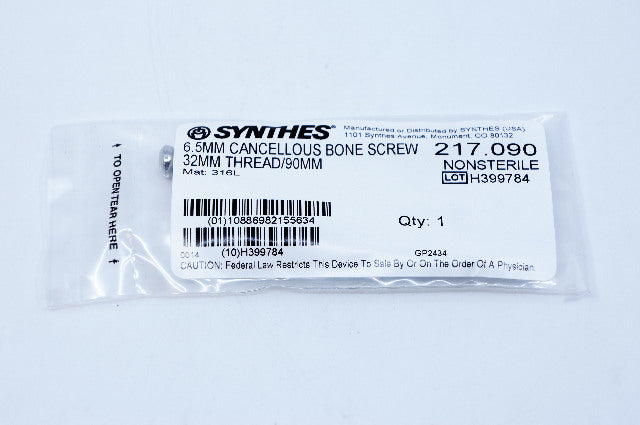 SYNTHES®
Manufactured or Distributed by SYNTHES (USA)
1101 Synthes Avenue, Monument, CO 80132
6.5MM CANCELLOUS BONE SCREW
32MM THREAD/90MM
Mat: 316L
217.090
NONSTERILE
LOT H399784
(01)10886982155634
Qty: 1
(10)H399784
0014
GP2434
CAUTION: Federal Law Restricts This Device To Sale By Or On The Order Of A Physician.
TO OPEN TEAR HERE